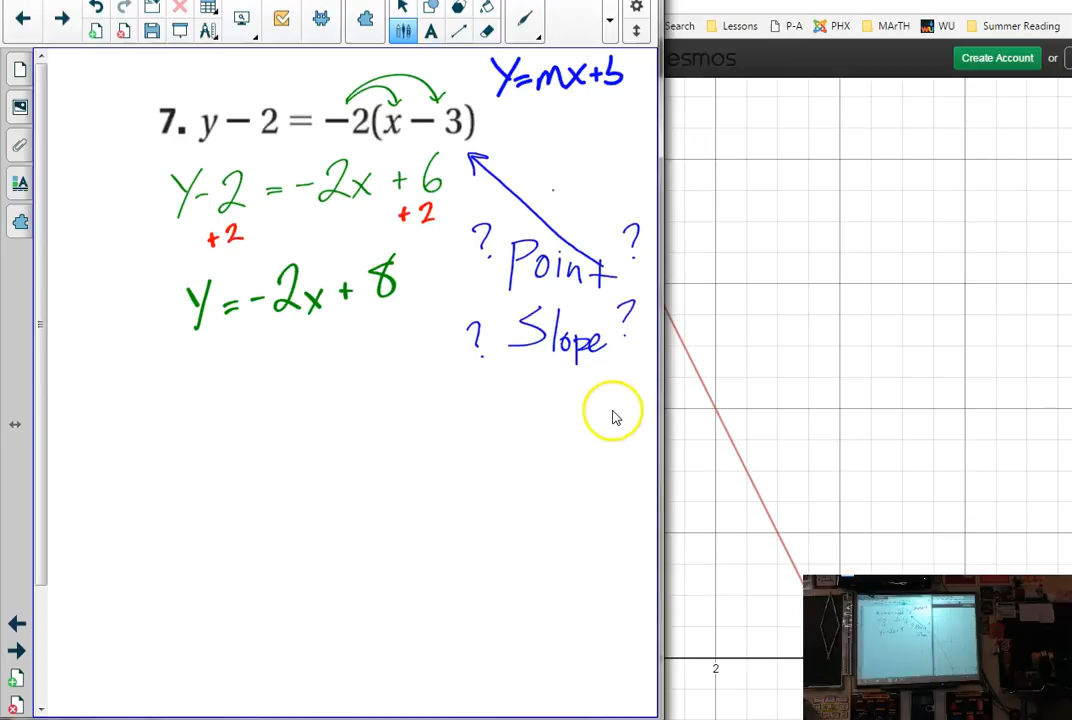 Search Lessons P-A PHX MArTH WU Summer Reading
esmos Create Account or
y=mx+b
7. y − 2 = −2(x − 3)
y-2 = -2x + 6
+2 +2
y = -2x + 8
? Point ?
? Slope ?
2